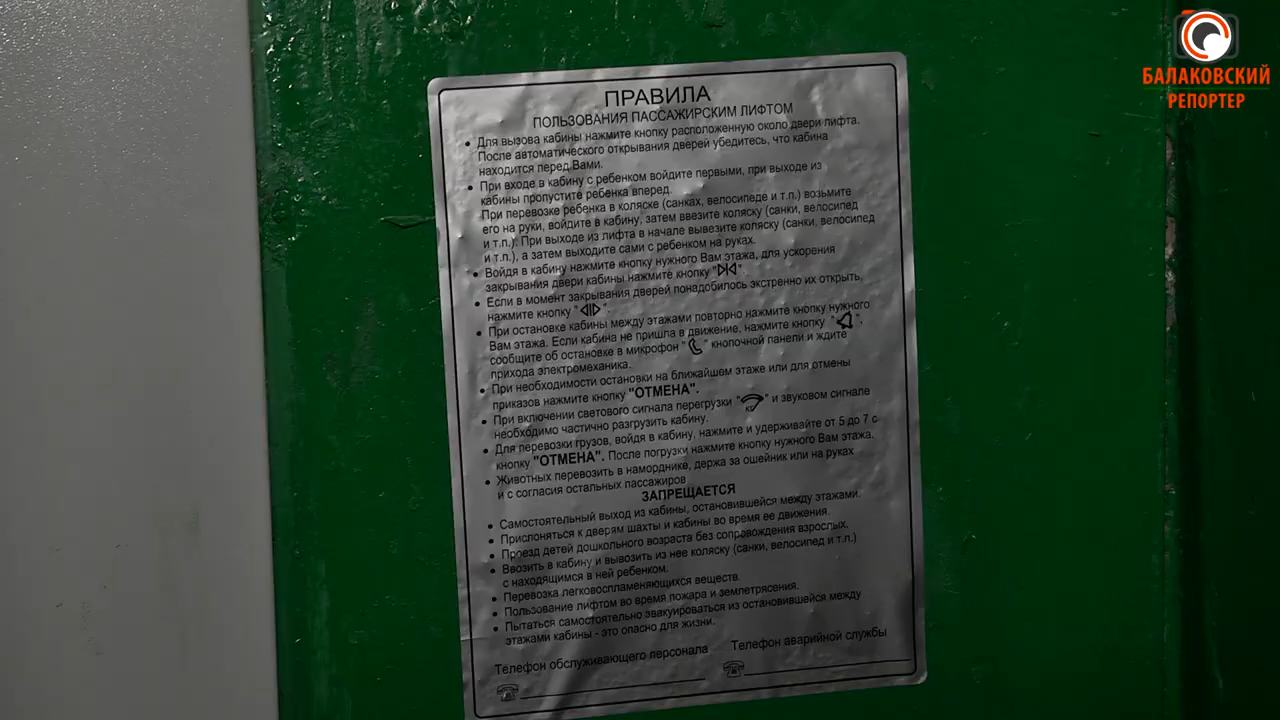 БАЛАКОВСКИЙ
РЕПОРТЕР
ПРАВИЛА
ПОЛЬЗОВАНИЯ ПАССАЖИРСКИМ ЛИФТОМ
• Для вызова кабины нажмите кнопку расположенную около двери лифта.
После автоматического открывания дверей убедитесь, что кабина
находится перед Вами.
• При входе в кабину с ребенком войдите первыми, при выходе из
кабины пропустите ребенка вперед.
При перевозке ребенка в коляске (санках, велосипеде и т.п.) возьмите
его на руки, войдите в кабину, затем ввезите коляску (санки, велосипед
и т.п.). При выходе из лифта в начале вывезите коляску (санки, велосипед
и т.п.), а затем выходите сами с ребенком на руках.
• Войдя в кабину нажмите кнопку нужного Вам этажа, для ускорения
закрывания двери кабины нажмите кнопку "".
• Если в момент закрывания дверей понадобилось экстренно их открыть,
нажмите кнопку "".
• При остановке кабины между этажами повторно нажмите кнопку нужного
Вам этажа. Если кабина не пришла в движение, нажмите кнопку "",
сообщите об остановке в микрофон "" кнопочной панели и ждите
прихода электромеханика.
• При необходимости остановки на ближайшем этаже или для отмены
приказов нажмите кнопку "ОТМЕНА".
• При включении светового сигнала перегрузки "КГ" и звуковом сигнале
необходимо частично разгрузить кабину.
• Для перевозки грузов, войдя в кабину, нажмите и удерживайте от 5 до 7 с
кнопку "ОТМЕНА". После погрузки нажмите кнопку нужного Вам этажа.
• Животных перевозить в наморднике, держа за ошейник или на руках
и с согласия остальных пассажиров
ЗАПРЕЩАЕТСЯ
• Самостоятельный выход из кабины, остановившейся между этажами.
• Прислоняться к дверям шахты и кабины во время ее движения.
• Проезд детей дошкольного возраста без сопровождения взрослых.
• Ввозить в кабину и вывозить из нее коляску (санки, велосипед и т.п.)
с находящимся в ней ребенком.
• Перевозка легковоспламеняющихся веществ.
• Пользование лифтом во время пожара и землетрясения.
• Пытаться самостоятельно эвакуироваться из остановившейся между
этажами кабины - это опасно для жизни.
Телефон обслуживающего персонала Телефон аварийной службы